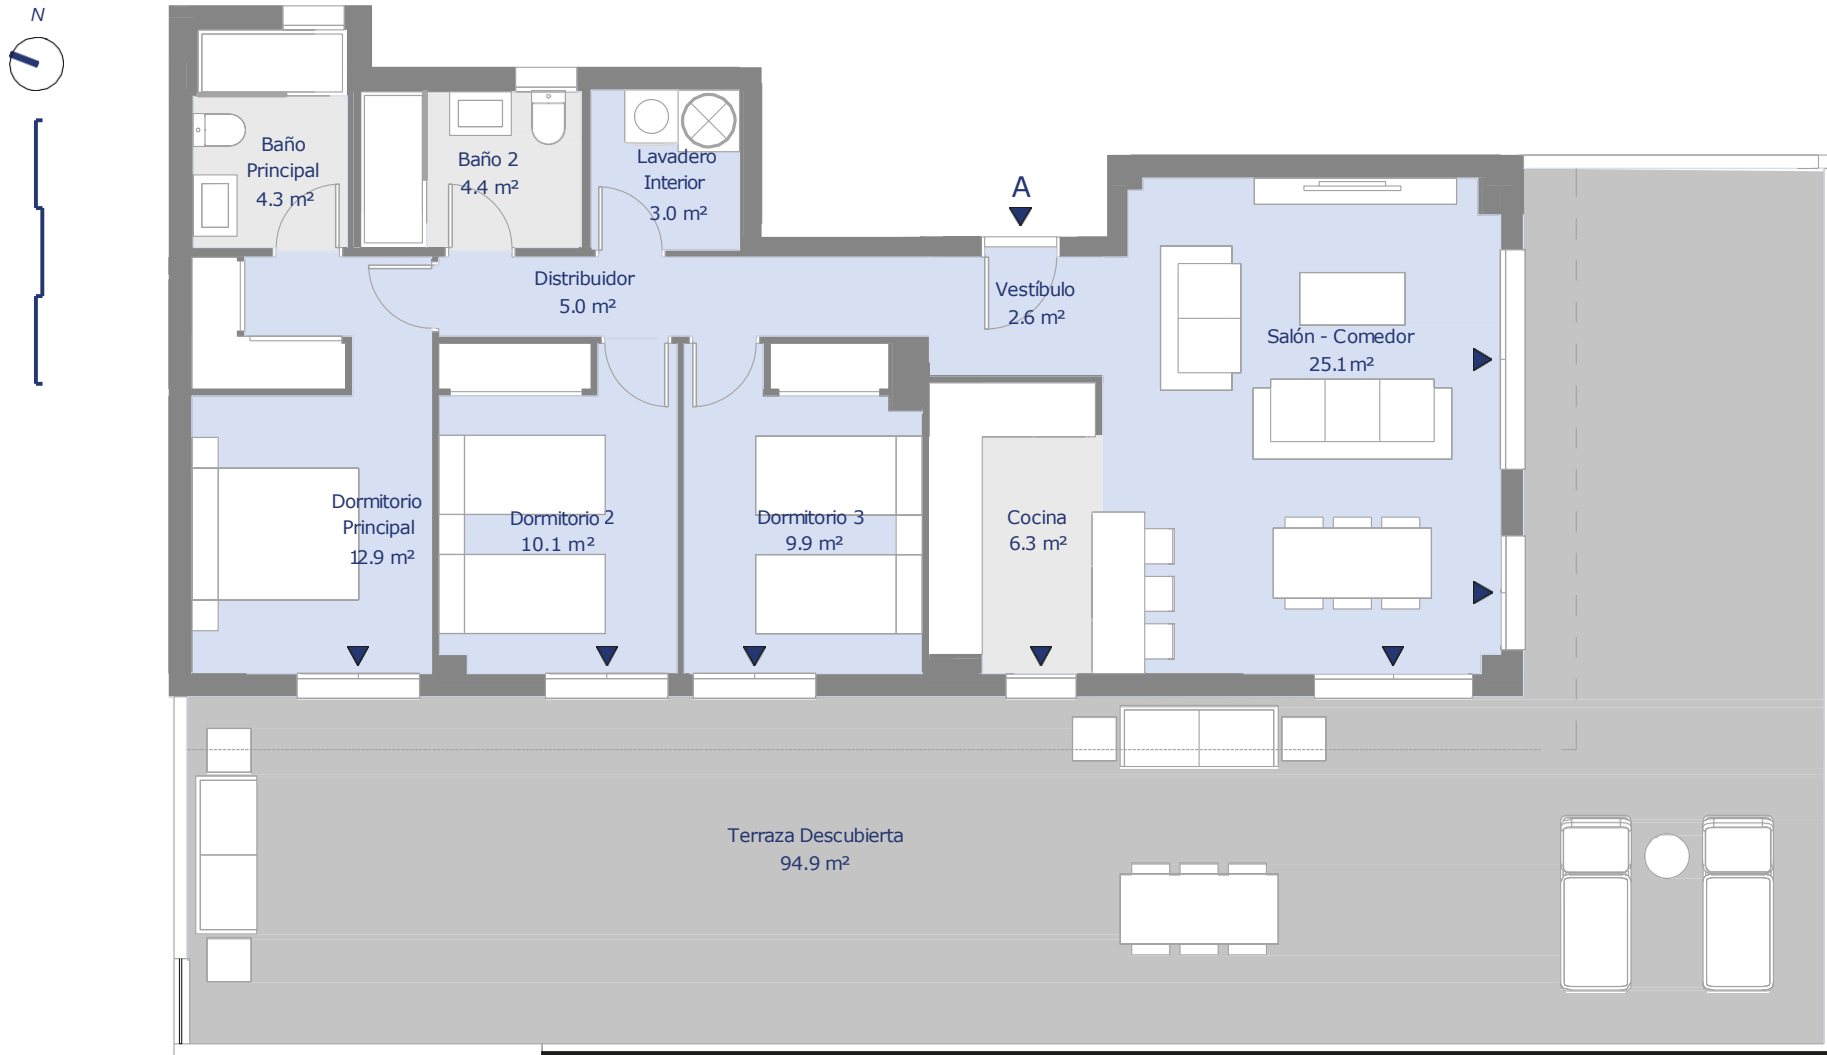 N
Baño
Principal
4.3 m²
Baño 2
4.4 m²
Lavadero
Interior
3.0 m²
A
Distribuidor
5.0 m²
Vestíbulo
2.6 m²
Salón - Comedor
25.1 m²
Dormitorio
Principal
12.9 m²
Dormitorio 2
10.1 m²
Dormitorio 3
9.9 m²
Cocina
6.3 m²
Terraza Descubierta
94.9 m²